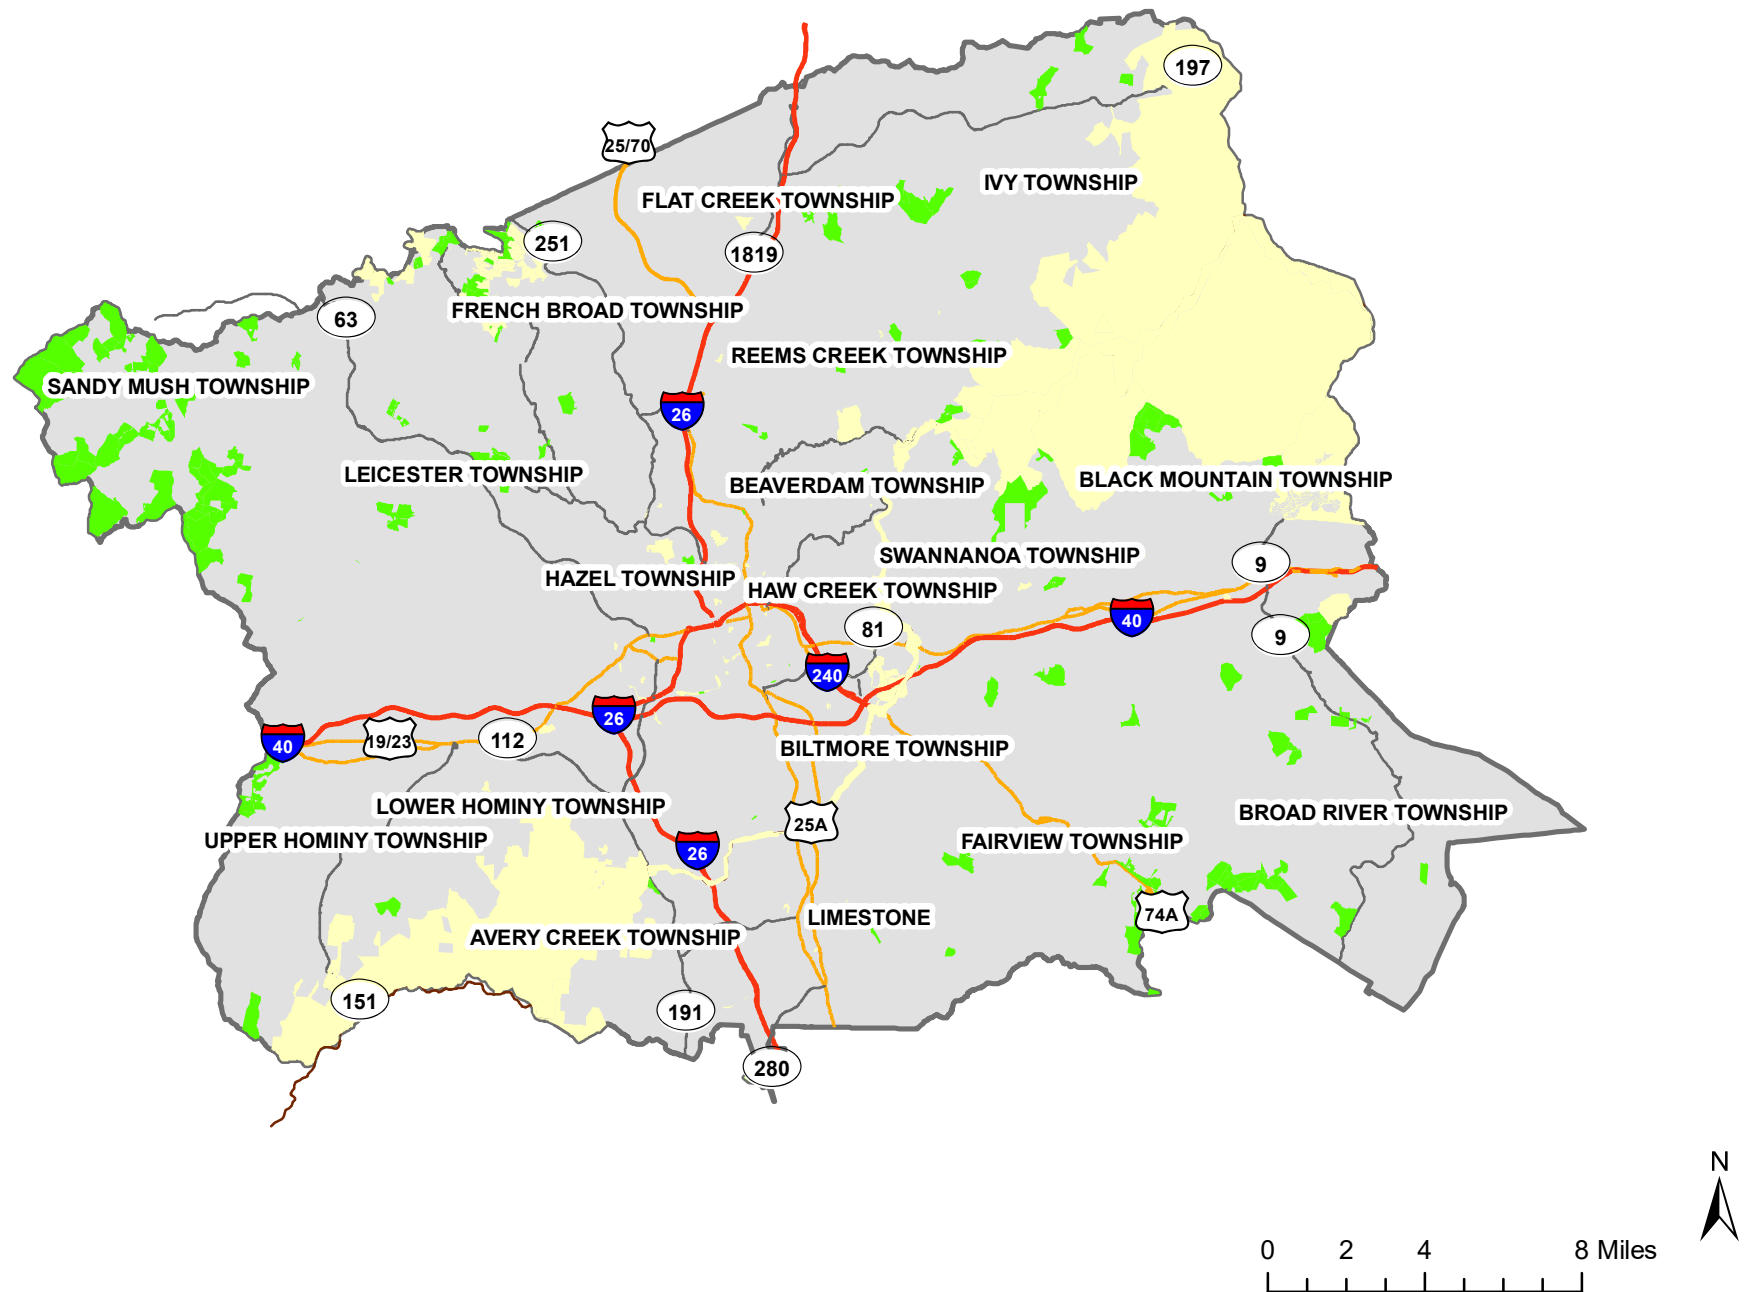 197
25/70
IVY TOWNSHIP
FLAT CREEK TOWNSHIP
251
1819
FRENCH BROAD TOWNSHIP
63
REEMS CREEK TOWNSHIP
SANDY MUSH TOWNSHIP
26
LEICESTER TOWNSHIP
BEAVERDAM TOWNSHIP
BLACK MOUNTAIN TOWNSHIP
SWANNANOA TOWNSHIP
9
HAZEL TOWNSHIP
HAW CREEK TOWNSHIP
40
81
9
240
26
40
19/23
112
BILTMORE TOWNSHIP
LOWER HOMINY TOWNSHIP
25A
BROAD RIVER TOWNSHIP
UPPER HOMINY TOWNSHIP
26
FAIRVIEW TOWNSHIP
74A
LIMESTONE
AVERY CREEK TOWNSHIP
151
191
280
N
0 2 4 8 Miles